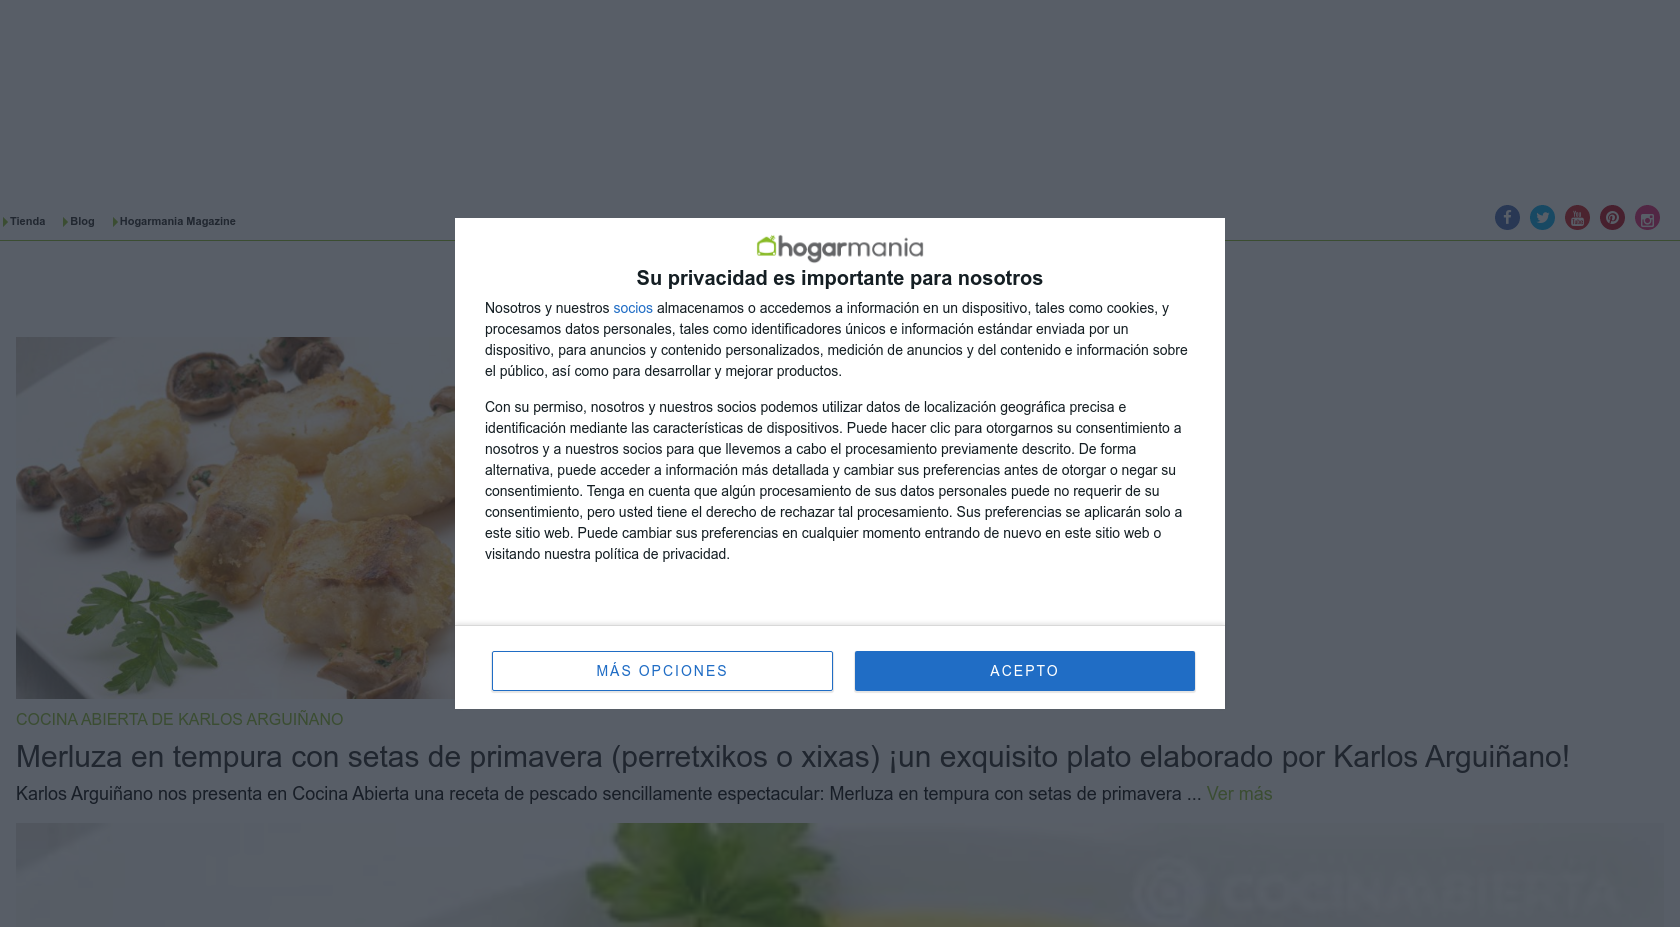 Tienda
Blog
Hogarmania Magazine
hogarmania
Su privacidad es importante para nosotros
Nosotros y nuestros socios almacenamos o accedemos a información en un dispositivo, tales como cookies, y
procesamos datos personales, tales como identificadores únicos e información estándar enviada por un
dispositivo, para anuncios y contenido personalizados, medición de anuncios y del contenido e información sobre
el público, así como para desarrollar y mejorar productos.
Con su permiso, nosotros y nuestros socios podemos utilizar datos de localización geográfica precisa e
identificación mediante las características de dispositivos. Puede hacer clic para otorgarnos su consentimiento a
nosotros y a nuestros socios para que llevemos a cabo el procesamiento previamente descrito. De forma
alternativa, puede acceder a información más detallada y cambiar sus preferencias antes de otorgar o negar su
consentimiento. Tenga en cuenta que algún procesamiento de sus datos personales puede no requerir de su
consentimiento, pero usted tiene el derecho de rechazar tal procesamiento. Sus preferencias se aplicarán solo a
este sitio web. Puede cambiar sus preferencias en cualquier momento entrando de nuevo en este sitio web o
visitando nuestra política de privacidad.
MÁS OPCIONES
ACEPTO
COCINA ABIERTA DE KARLOS ARGUIÑANO
Merluza en tempura con setas de primavera (perretxikos o xixas) ¡un exquisito plato elaborado por Karlos Arguiñano!
Karlos Arguiñano nos presenta en Cocina Abierta una receta de pescado sencillamente espectacular: Merluza en tempura con setas de primavera ... Ver más
COCINA ABIERTA